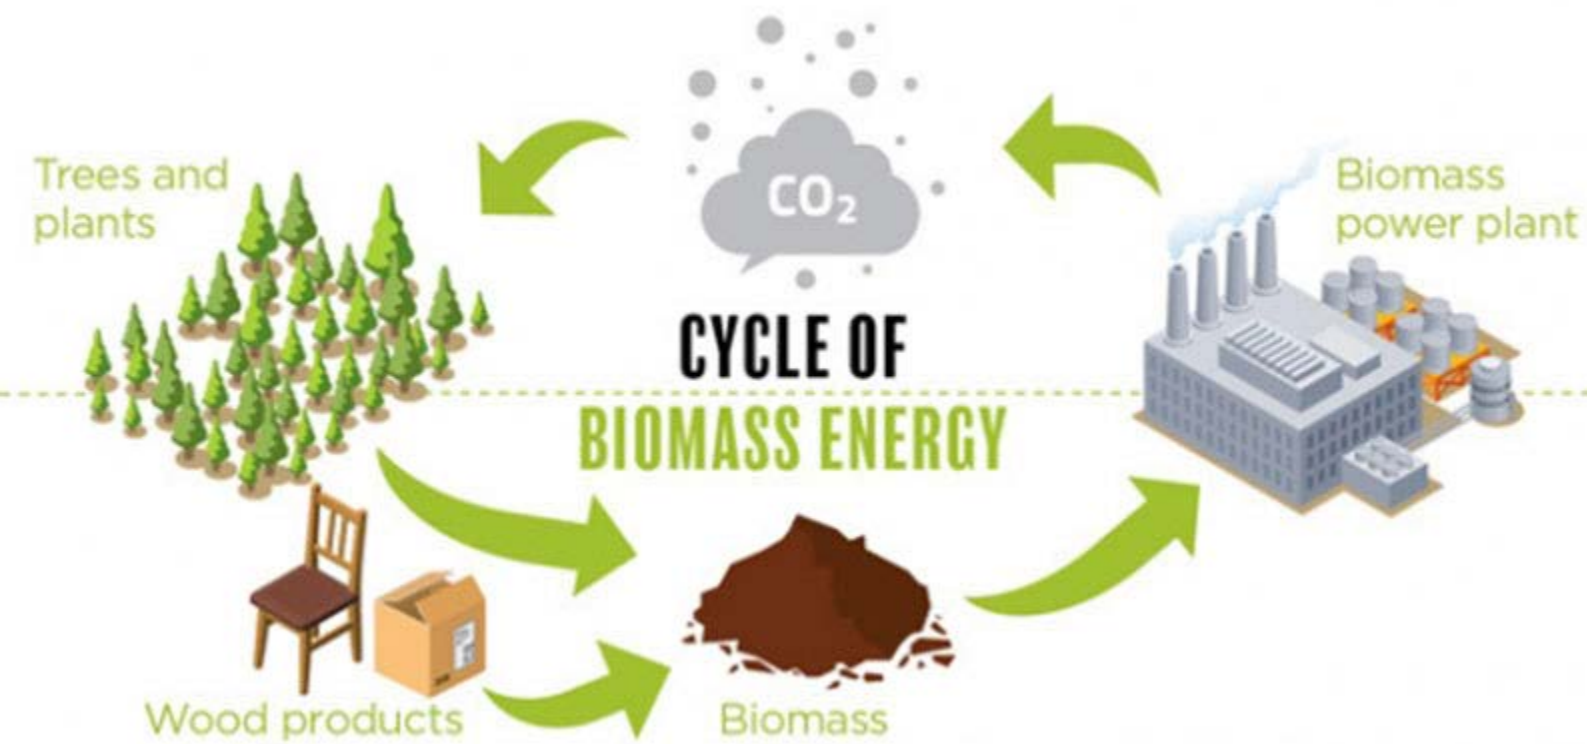 Trees and
plants
CO₂
Biomass
power plant
CYCLE OF
BIOMASS ENERGY
Wood products
Biomass